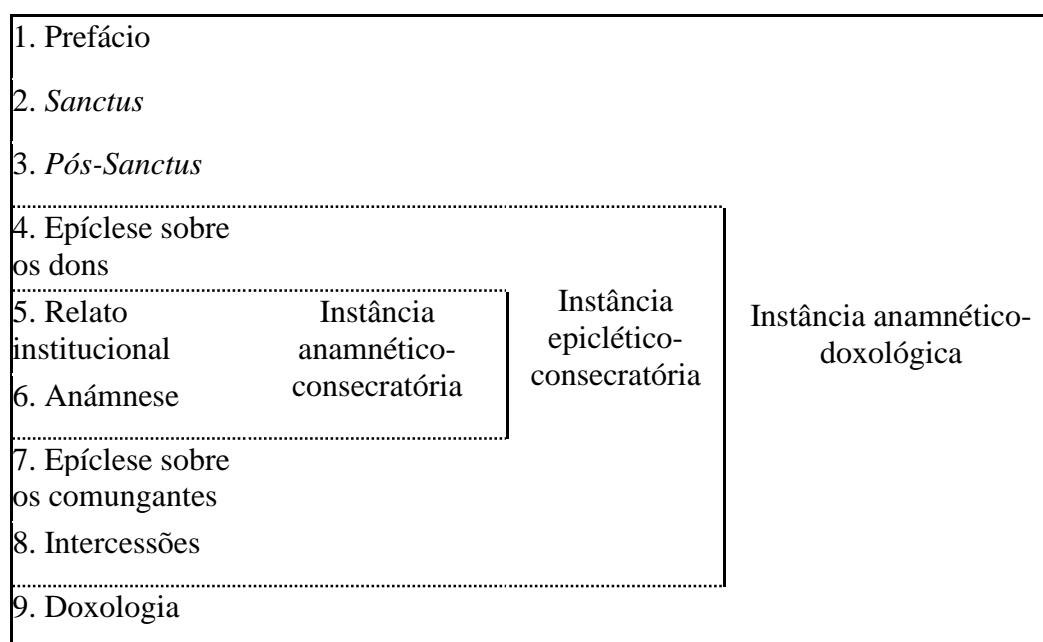 1. Prefácio
2. Sanctus
3. Pós-Sanctus
4. Epíclese sobre
os dons
5. Relato
institucional
6. Anámnese
Instância
anamnético-
consecratória
Instância
epiclético-
consecratória
Instância anamnético-
doxológica
7. Epíclese sobre
os comungantes
8. Intercessões
9. Doxologia